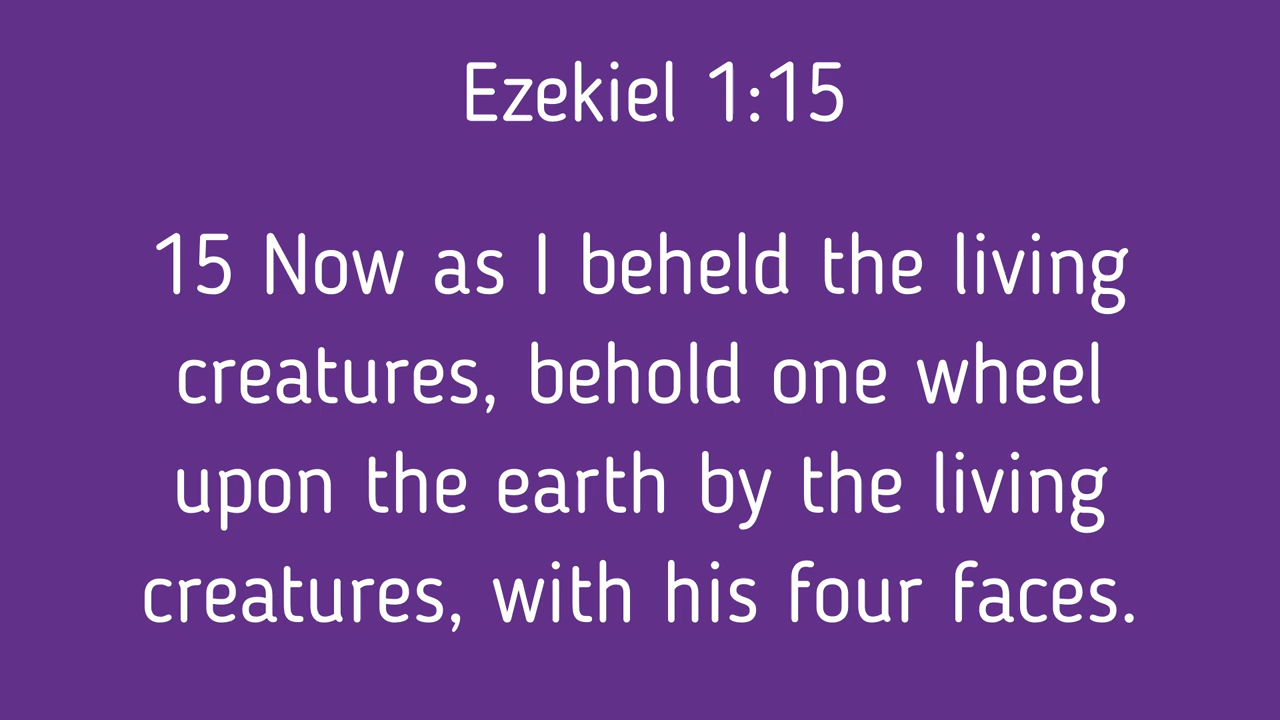 Ezekiel 1:15
15 Now as I beheld the living
creatures, behold one wheel
upon the earth by the living
creatures, with his four faces.